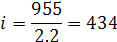 i = 955/2.2 = 434